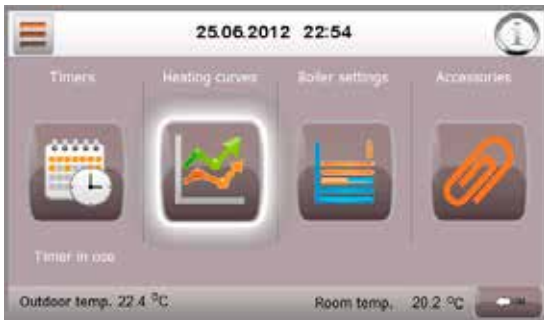 25.06.2012 22:54
Timers Heating curves Boiler settings Accessories
Timer in use
Outdoor temp. 22.4 °C Room temp. 20.2 °C